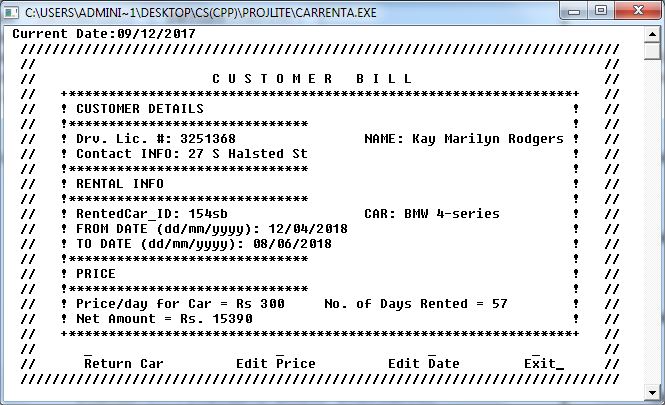 C:\USERS\ADMINI~1\DESKTOP\CS(CPP)\PROJLITE\CARRENTA.EXE
Current Date:09/12/2017
C U S T O M E R   B I L L
! CUSTOMER DETAILS !
! Drv. Lic. #: 3251368 NAME: Kay Marilyn Rodgers !
! Contact INFO: 27 S Halsted St !
! RENTAL INFO !
! RentedCar_ID: 154sb CAR: BMW 4-series !
! FROM DATE (dd/mm/yyyy): 12/04/2018 !
! TO DATE (dd/mm/yyyy): 08/06/2018 !
! PRICE !
! Price/day for Car = Rs 300 No. of Days Rented = 57 !
! Net Amount = Rs. 15390 !
Return Car Edit Price Edit Date Exit_